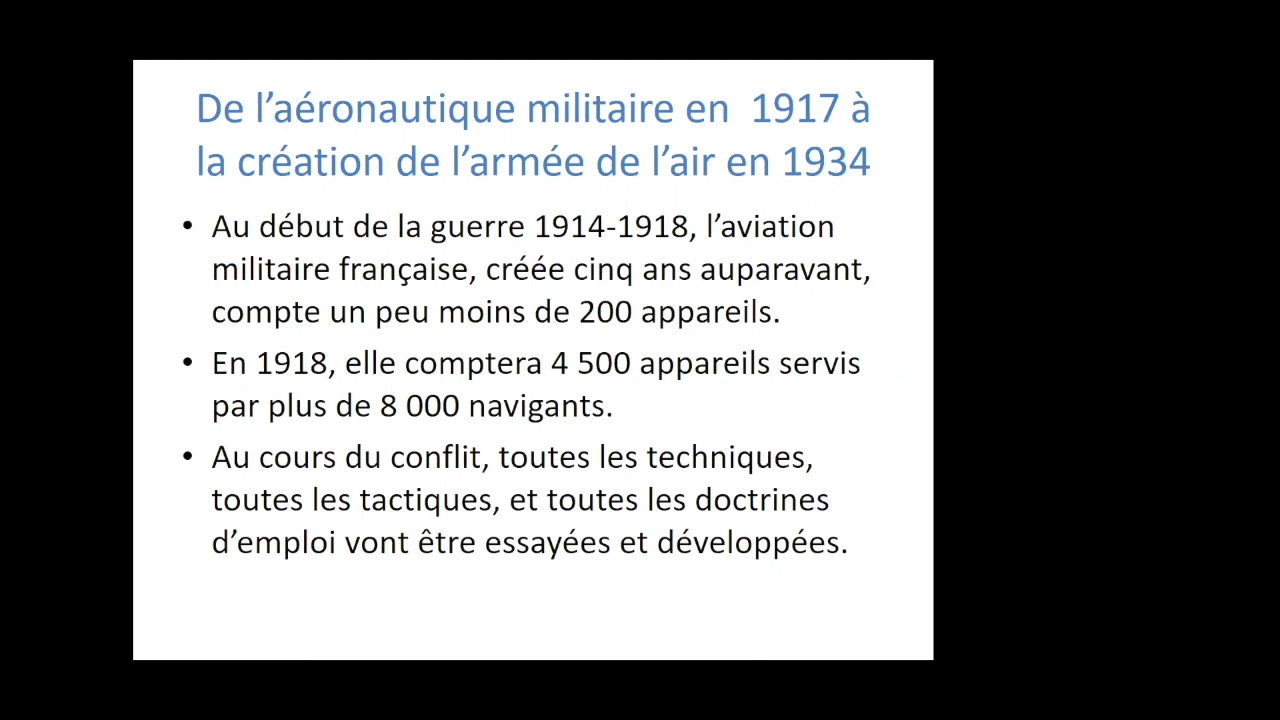 De l’aéronautique militaire en  1917 à
la création de l’armée de l’air en 1934
• Au début de la guerre 1914-1918, l’aviation
militaire française, créée cinq ans auparavant,
compte un peu moins de 200 appareils.
• En 1918, elle comptera 4 500 appareils servis
par plus de 8 000 navigants.
• Au cours du conflit, toutes les techniques,
toutes les tactiques, et toutes les doctrines
d’emploi vont être essayées et développées.